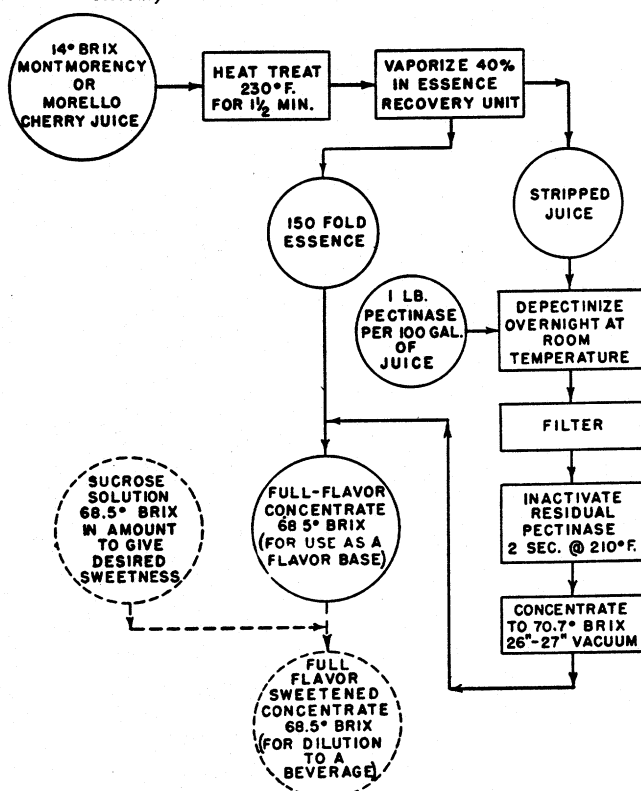 14° BRIX
MONTMORENCY
OR
MORELLO
CHERRY JUICE
HEAT TREAT
230°F.
FOR 1½ MIN.
VAPORIZE 40%
IN ESSENCE
RECOVERY UNIT
150 FOLD
ESSENCE
STRIPPED
JUICE
1 LB.
PECTINASE
PER 100 GAL.
OF
JUICE
DEPECTINIZE
OVERNIGHT AT
ROOM
TEMPERATURE
FILTER
INACTIVATE
RESIDUAL
PECTINASE
2 SEC. @ 210°F.
CONCENTRATE
TO 70.7° BRIX
26"-27" VACUUM
FULL-FLAVOR
CONCENTRATE
68 5° BRIX
(FOR USE AS A
FLAVOR BASE)
SUCROSE
SOLUTION
68.5° BRIX
IN AMOUNT
TO GIVE
DESIRED
SWEETNESS
FULL
FLAVOR
SWEETENED
CONCENTRATE
68.5° BRIX
(FOR DILUTION
TO A
BEVERAGE)